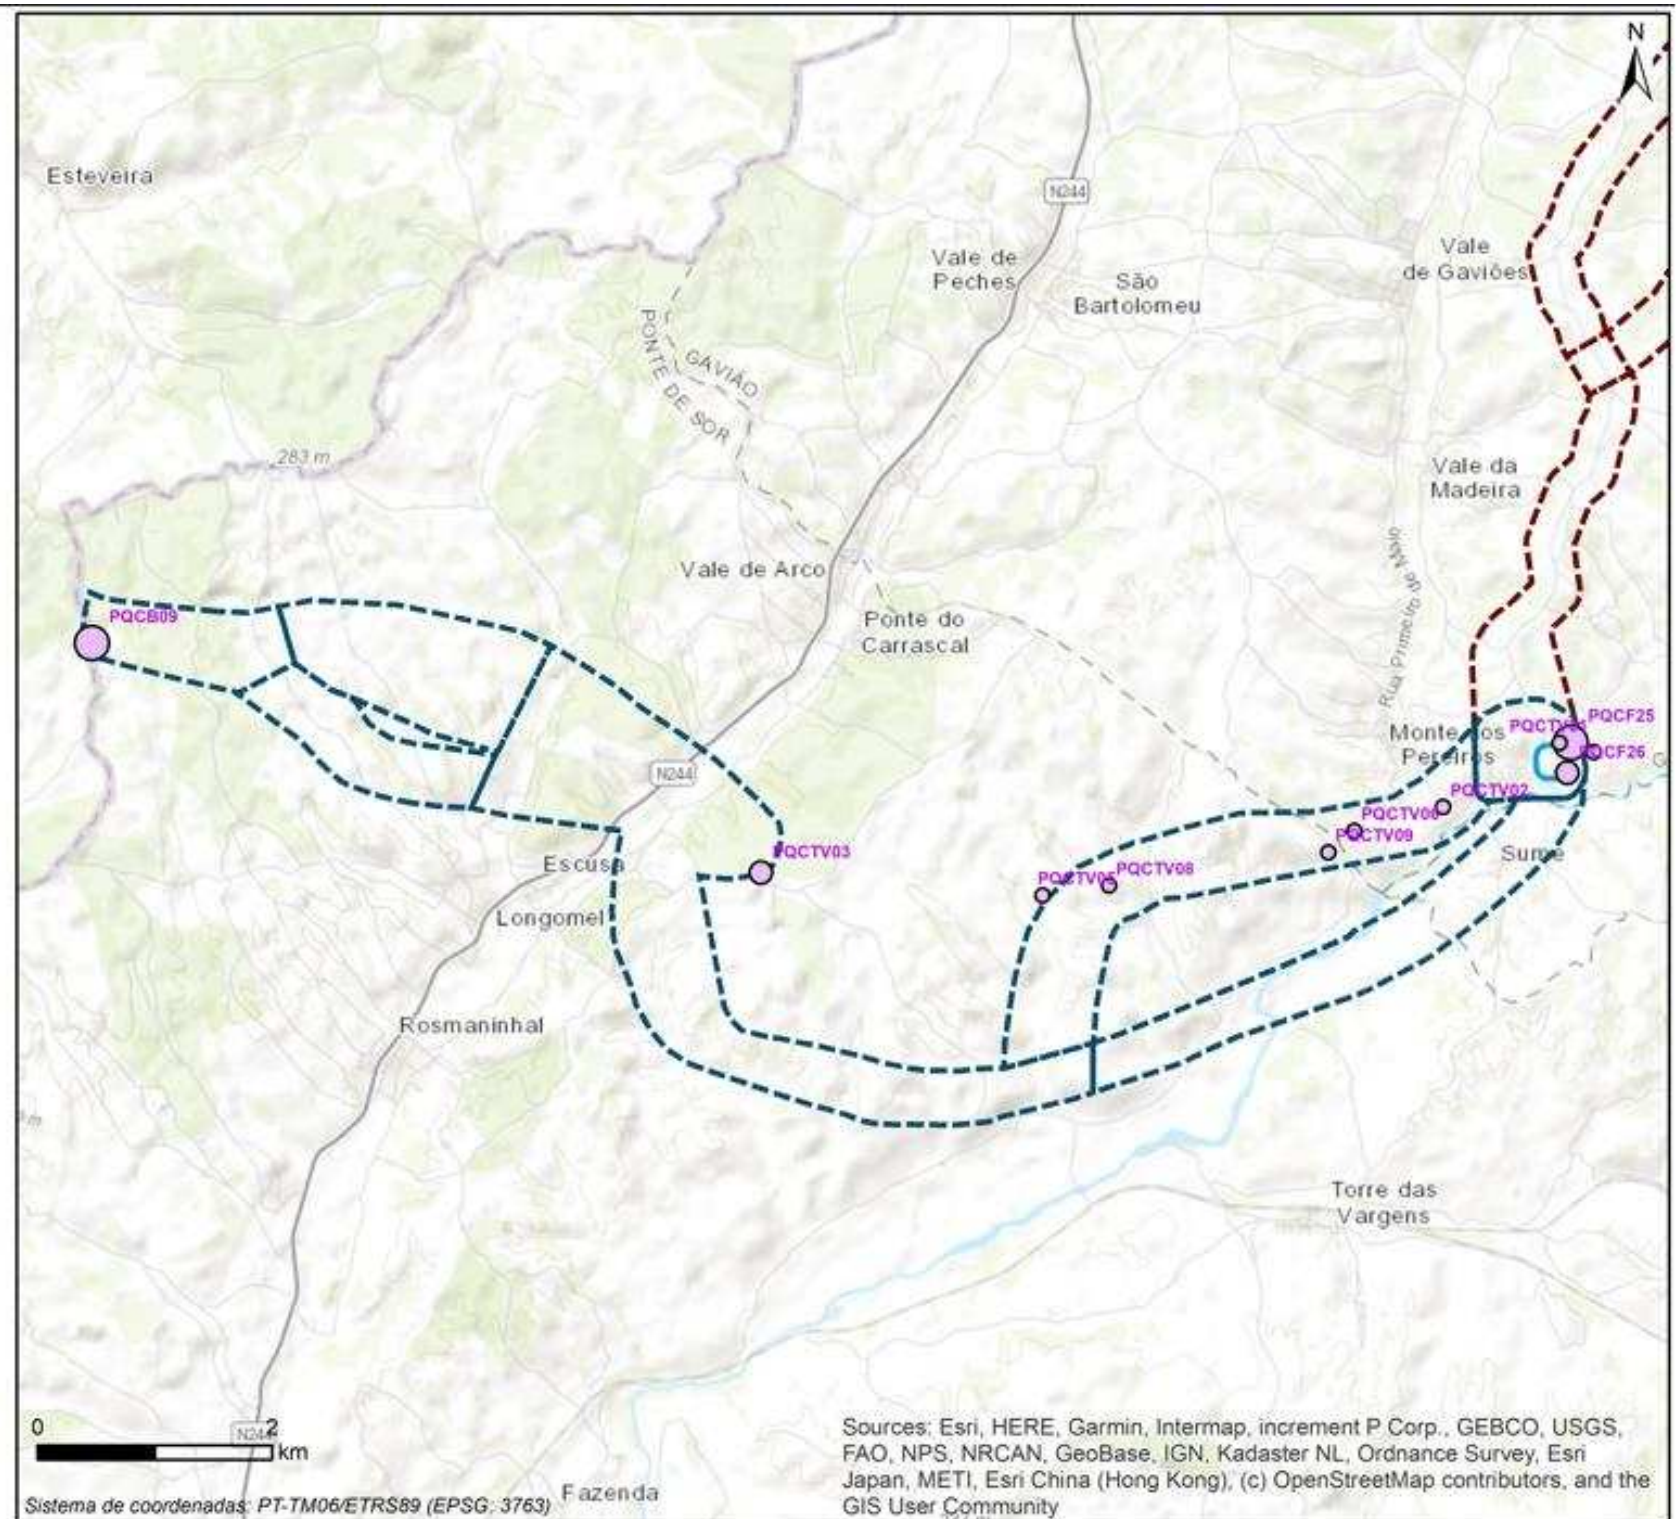 N
Esteveira
N244
Vale de
Peches
São
Bartolomeu
Vale
de Gaviões
GAVIÃO
PONTE DE SOR
283 m
Vale da
Madeira
Rua Primeiro de Maio
Vale de Arco
Ponte do
Carrascal
PQCB09
PQCF25
Monte dos
Pereiros
PQCF26
N244
PQCTV02
PQCTV09
Escusa
PQCTV03
Sume
PQCTV08
Longomel
Rosmaninhal
Torre das
Vargens
0 2
km
N244
Fazenda
Sistema de coordenadas: PT-TM06/ETRS89 (EPSG: 3763)
Sources: Esri, HERE, Garmin, Intermap, increment P Corp., GEBCO, USGS,
FAO, NPS, NRCAN, GeoBase, IGN, Kadaster NL, Ordnance Survey, Esri
Japan, METI, Esri China (Hong Kong), (c) OpenStreetMap contributors, and the
GIS User Community